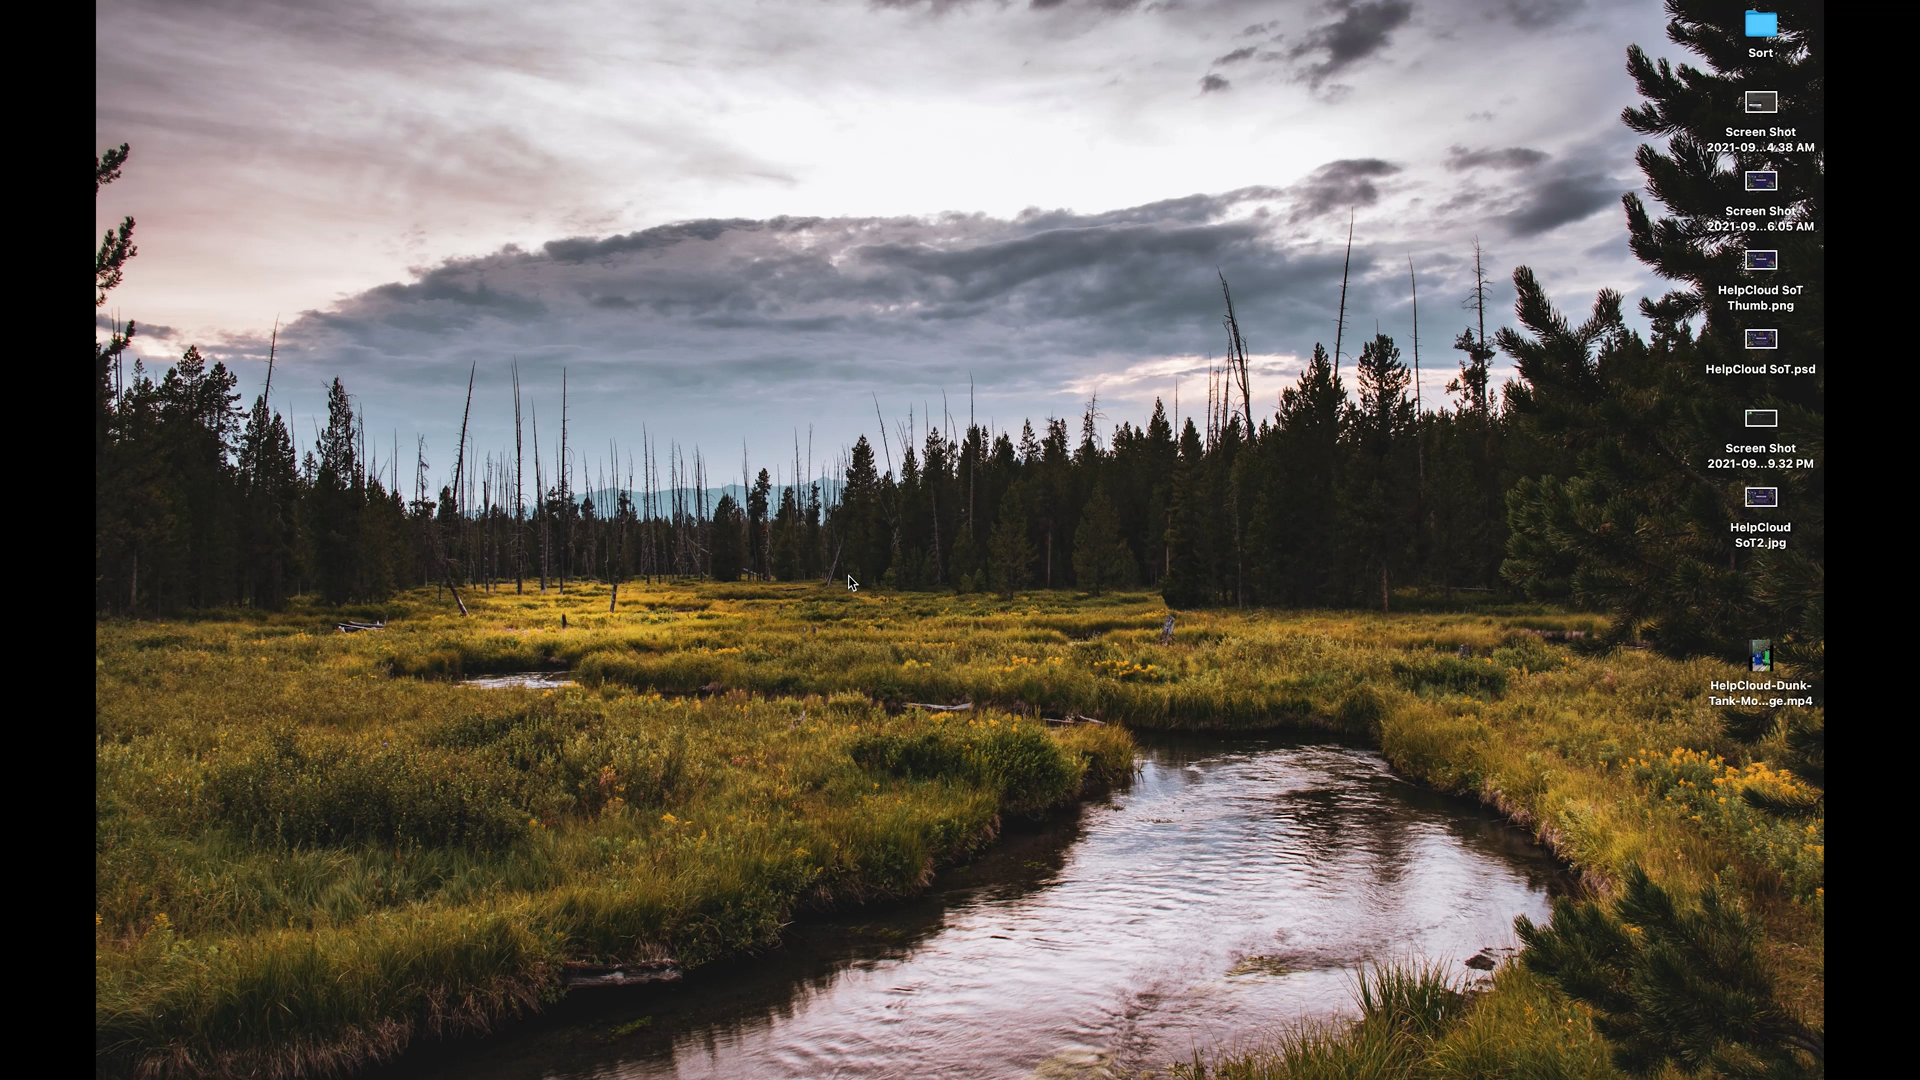 Sort
Screen Shot
2021-09...4.38 AM
Screen Shot
2021-09...6.05 AM
HelpCloud SoT
Thumb.png
HelpCloud SoT.psd
Screen Shot
2021-09...9.32 PM
HelpCloud
SoT2.jpg
HelpCloud-Dunk-
Tank-Mo...ge.mp4